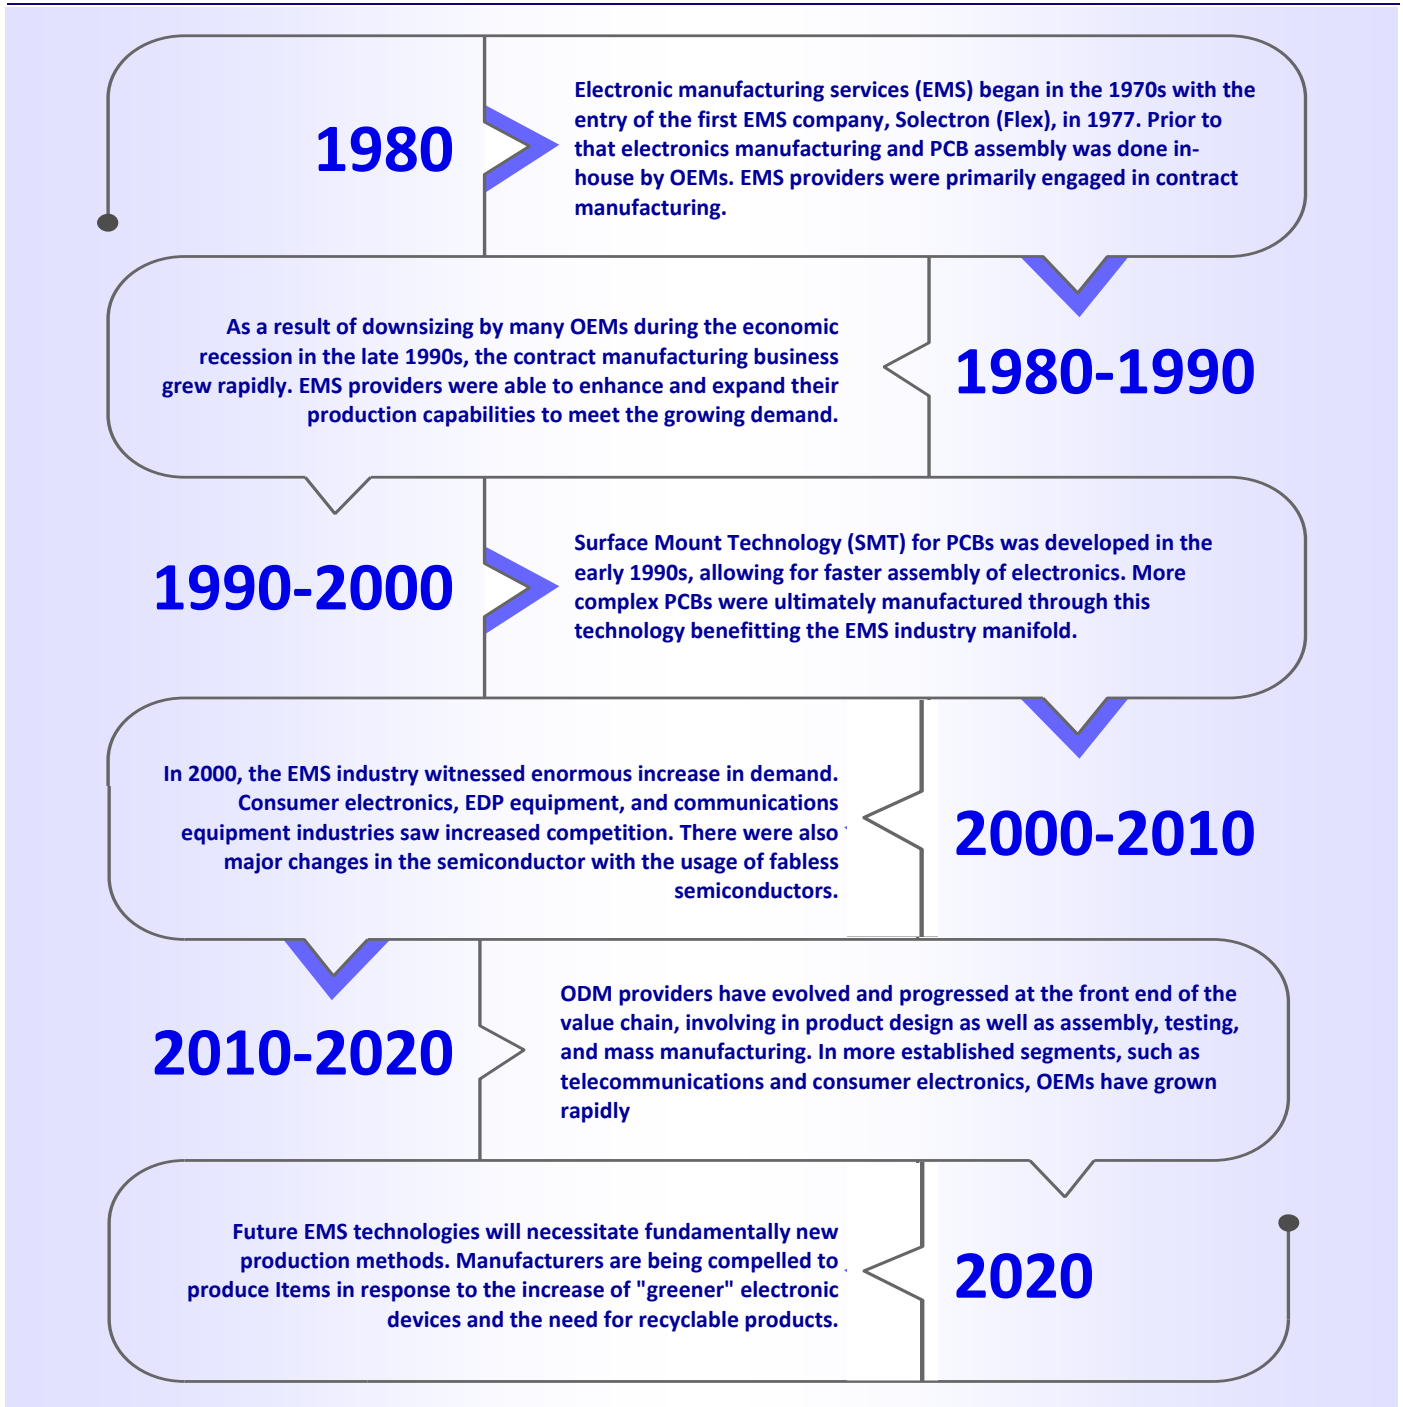 1980
Electronic manufacturing services (EMS) began in the 1970s with the
entry of the first EMS company, Solectron (Flex), in 1977. Prior to
that electronics manufacturing and PCB assembly was done in-
house by OEMs. EMS providers were primarily engaged in contract
manufacturing.
As a result of downsizing by many OEMs during the economic
recession in the late 1990s, the contract manufacturing business
grew rapidly. EMS providers were able to enhance and expand their
production capabilities to meet the growing demand.
1980-1990
1990-2000
Surface Mount Technology (SMT) for PCBs was developed in the
early 1990s, allowing for faster assembly of electronics. More
complex PCBs were ultimately manufactured through this
technology benefitting the EMS industry manifold.
In 2000, the EMS industry witnessed enormous increase in demand.
Consumer electronics, EDP equipment, and communications
equipment industries saw increased competition. There were also
major changes in the semiconductor with the usage of fabless
semiconductors.
2000-2010
2010-2020
ODM providers have evolved and progressed at the front end of the
value chain, involving in product design as well as assembly, testing,
and mass manufacturing. In more established segments, such as
telecommunications and consumer electronics, OEMs have grown
rapidly
Future EMS technologies will necessitate fundamentally new
production methods. Manufacturers are being compelled to
produce Items in response to the increase of "greener" electronic
devices and the need for recyclable products.
2020